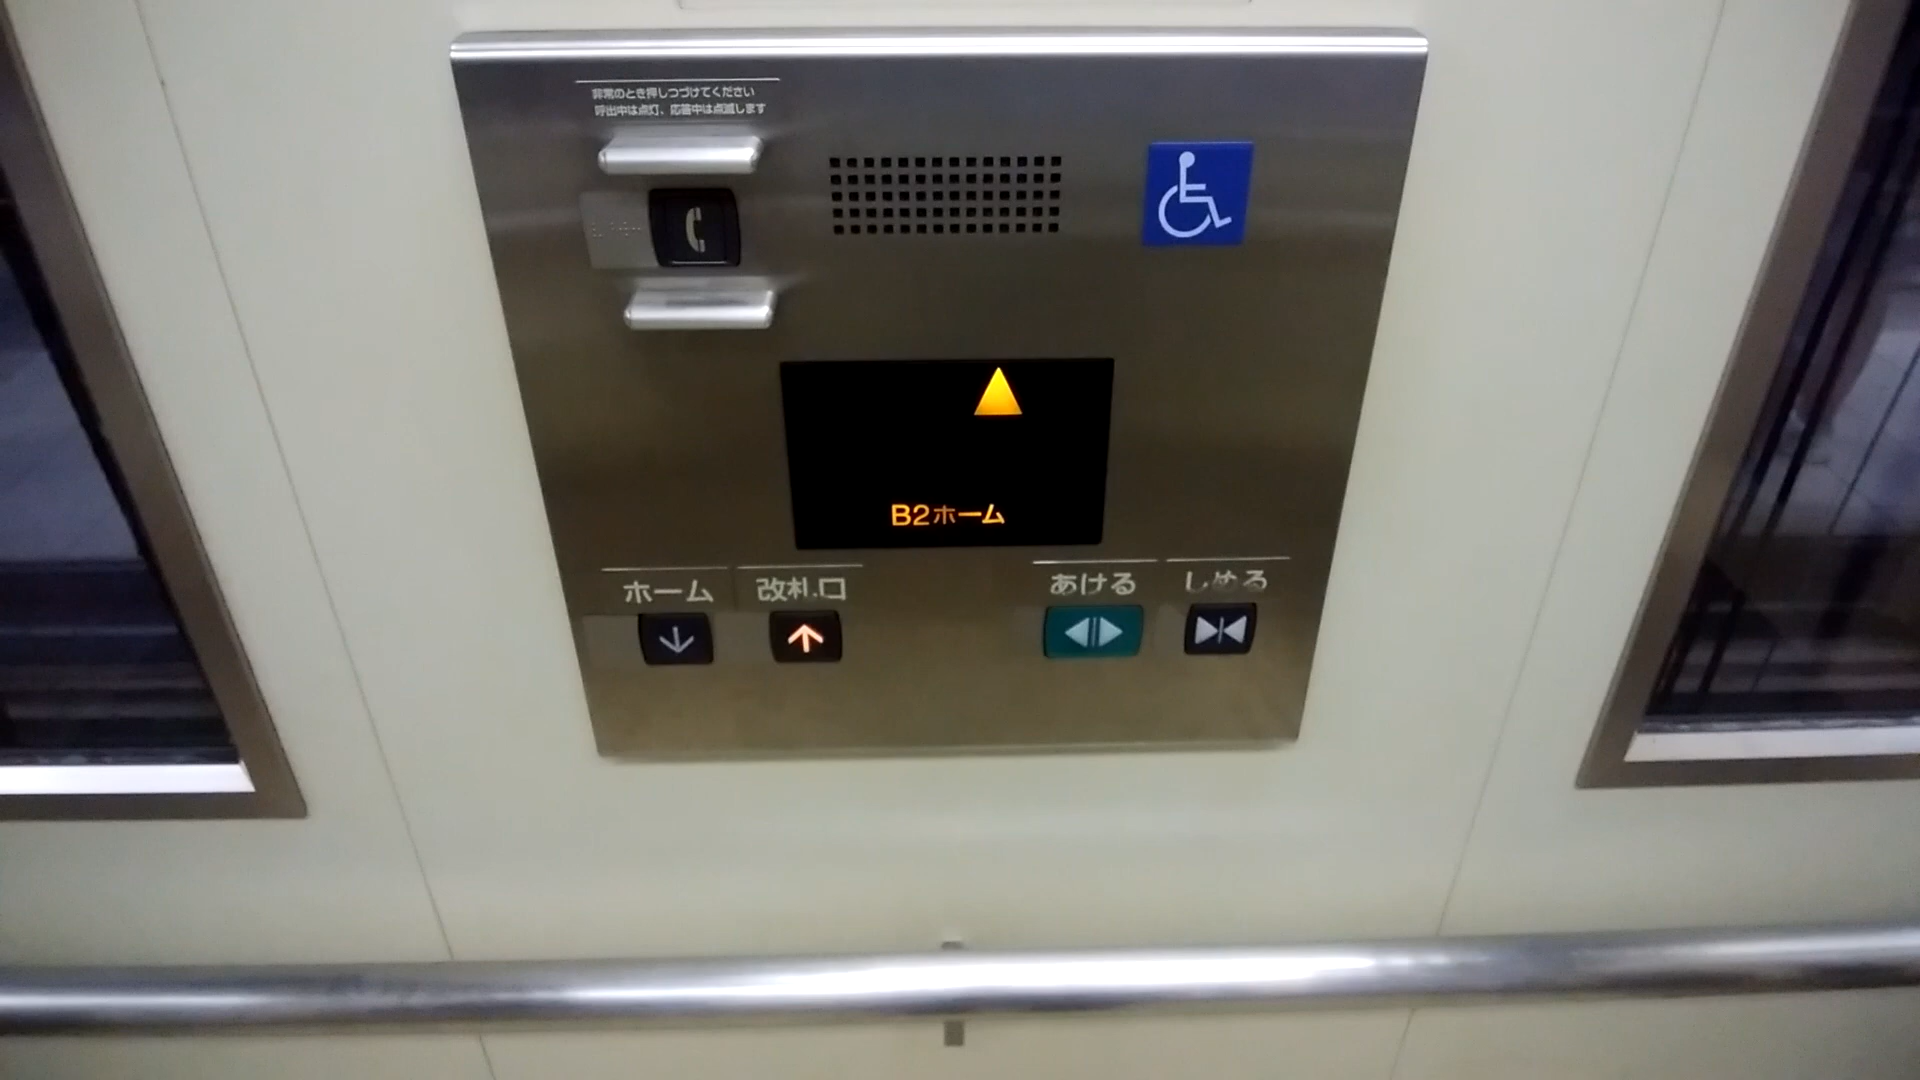 非常のとき押しつづけてください
呼出中は点灯、応答中は点滅します
B2ホーム
ホーム
改札口
あける
しめる